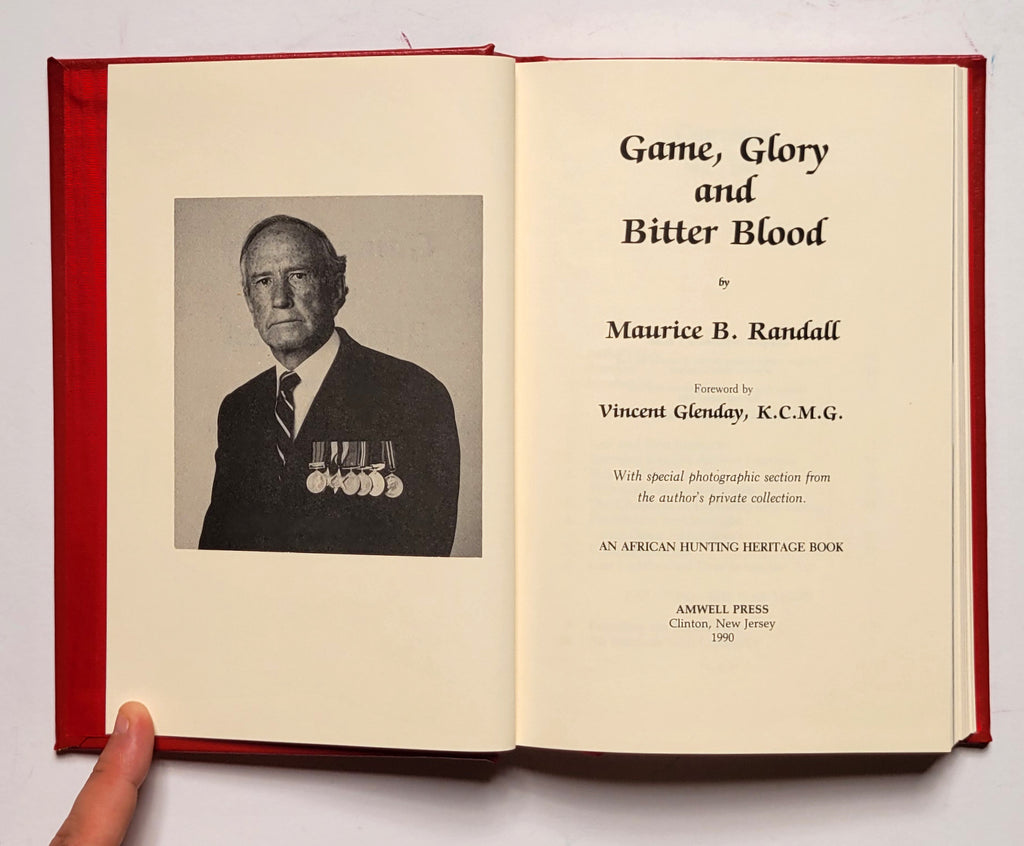 Game, Glory
and
Bitter Blood
by
Maurice B. Randall
Foreword by
Vincent Glenday, K.C.M.G.
With special photographic section from
the author's private collection.
AN AFRICAN HUNTING HERITAGE BOOK
AMWELL PRESS
Clinton, New Jersey
1990